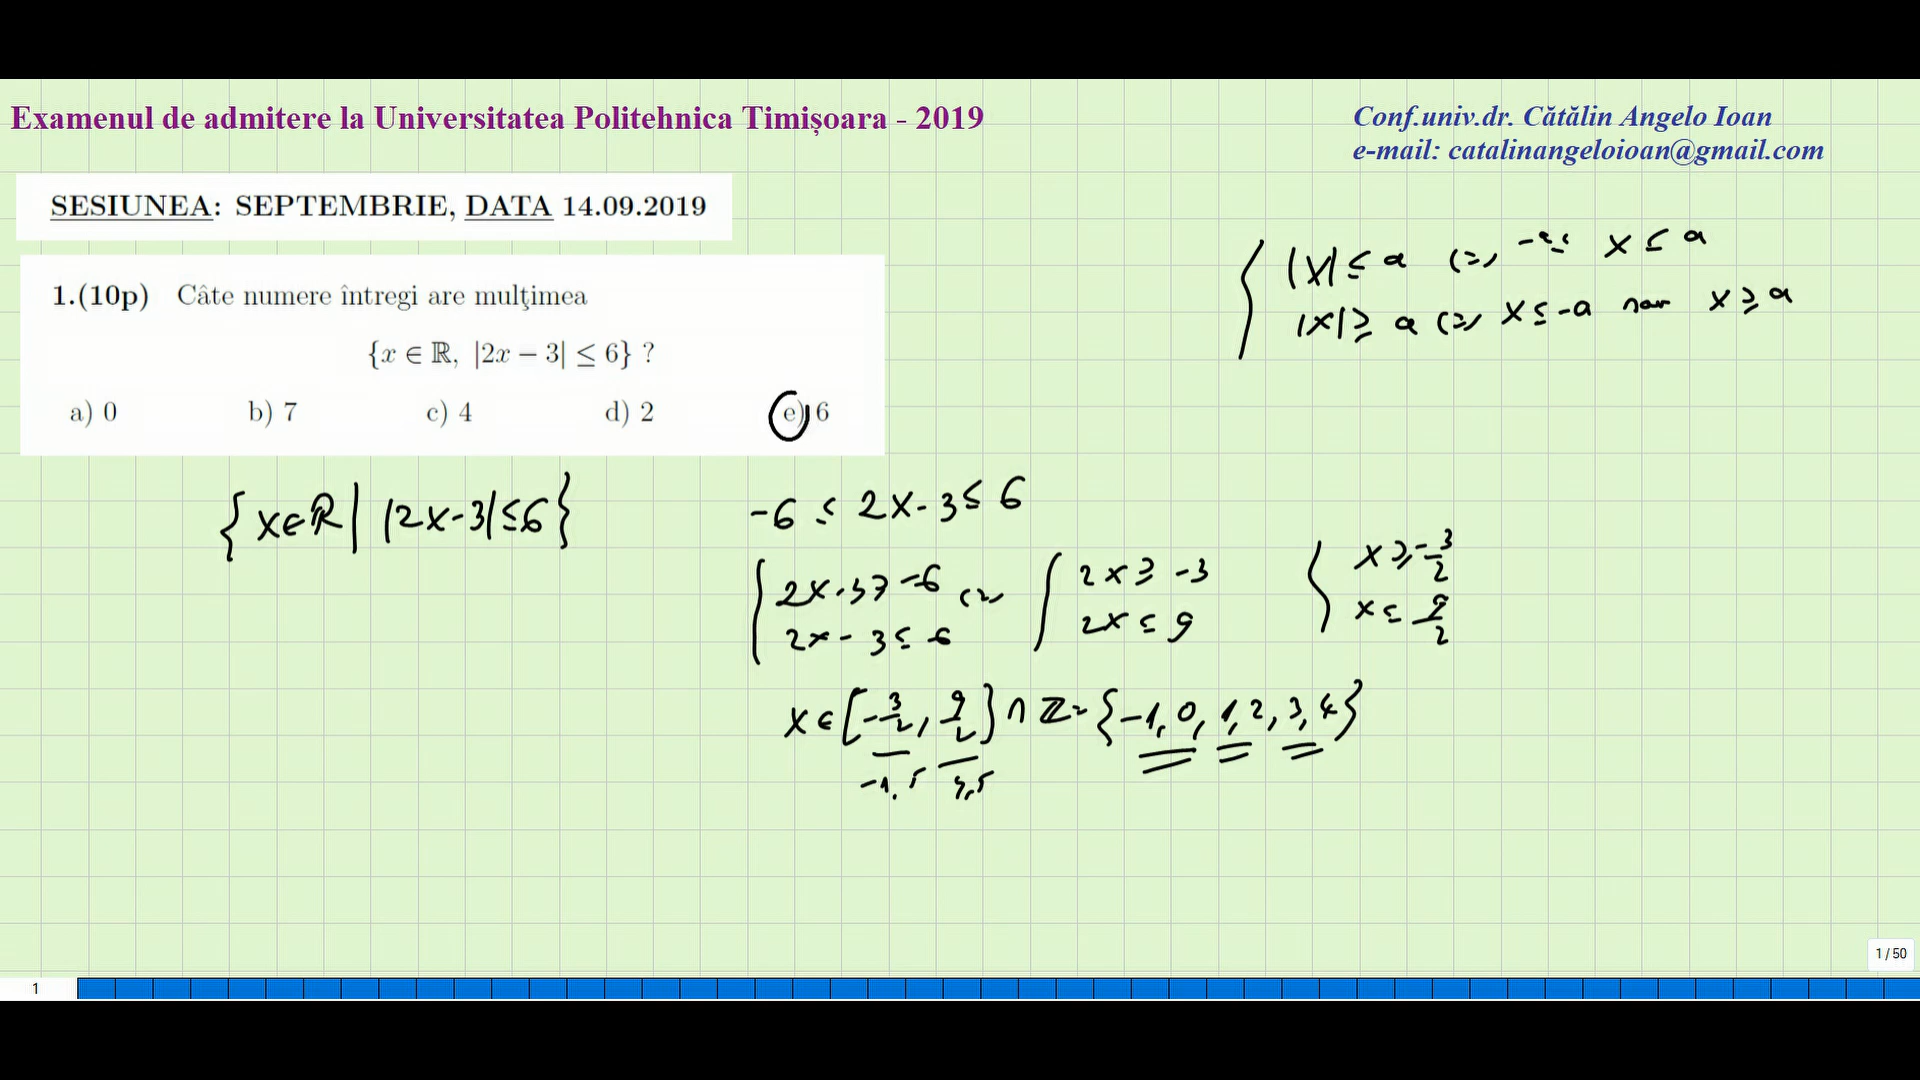 Examenul de admitere la Universitatea Politehnica Timișoara - 2019
Conf.univ.dr. Cătălin Angelo Ioan
e-mail: catalinangeloioan@gmail.com
SESIUNEA: SEPTEMBRIE, DATA 14.09.2019
1.(10p) Câte numere întregi are mulţimea
{x ∈ ℝ, |2x − 3| ≤ 6} ?
a) 0 b) 7 c) 4 d) 2 e) 6
|x| ≤ a (=) -a ≤ x ≤ a
|x| ≥ a (=) x ≤ -a sau x ≥ a
{x∈ℝ | |2x-3| ≤ 6}
-6 ≤ 2x-3 ≤ 6
{ 2x-3 ≥ -6 (=) { 2x ≥ -3 { x ≥ -3/2
2x-3 ≤ 6 2x ≤ 9 x ≤ 9/2
x ∈ [-3/2, 9/2] ∩ ℤ = {-1, 0, 1, 2, 3, 4}
-1,5 4,5
1 / 50
1